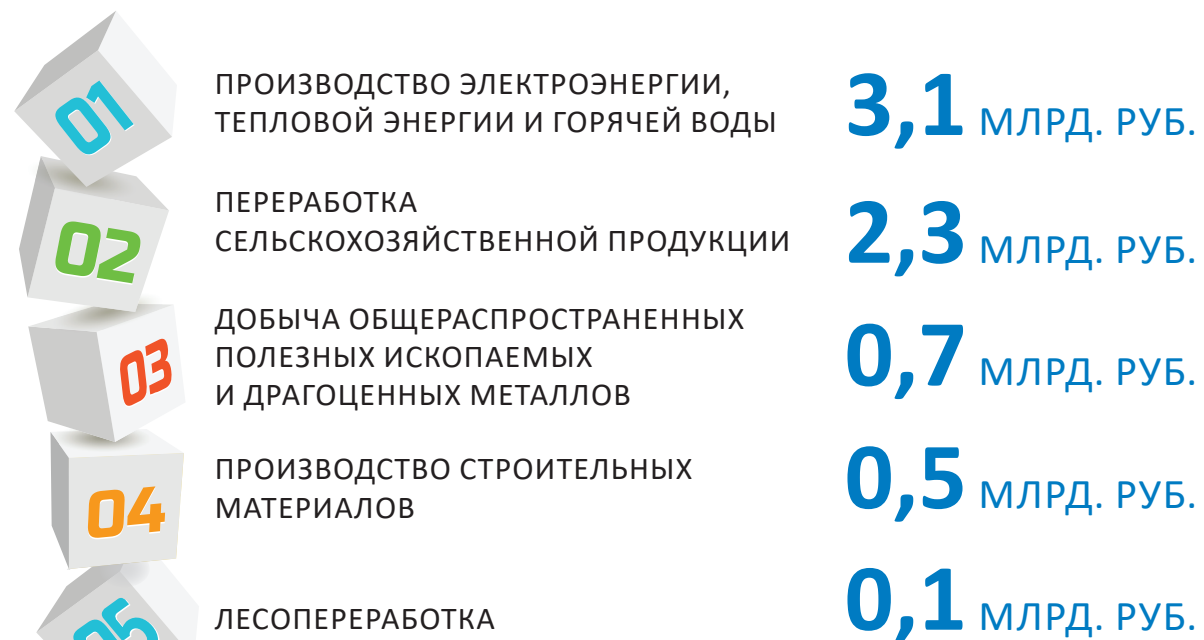 01
ПРОИЗВОДСТВО ЭЛЕКТРОЭНЕРГИИ,
ТЕПЛОВОЙ ЭНЕРГИИ И ГОРЯЧЕЙ ВОДЫ
3,1 МЛРД. РУБ.
02
ПЕРЕРАБОТКА
СЕЛЬСКОХОЗЯЙСТВЕННОЙ ПРОДУКЦИИ
2,3 МЛРД. РУБ.
03
ДОБЫЧА ОБЩЕРАСПРОСТРАНЕННЫХ
ПОЛЕЗНЫХ ИСКОПАЕМЫХ
И ДРАГОЦЕННЫХ МЕТАЛЛОВ
0,7 МЛРД. РУБ.
04
ПРОИЗВОДСТВО СТРОИТЕЛЬНЫХ
МАТЕРИАЛОВ
0,5 МЛРД. РУБ.
05
ЛЕСОПЕРЕРАБОТКА
0,1 МЛРД. РУБ.